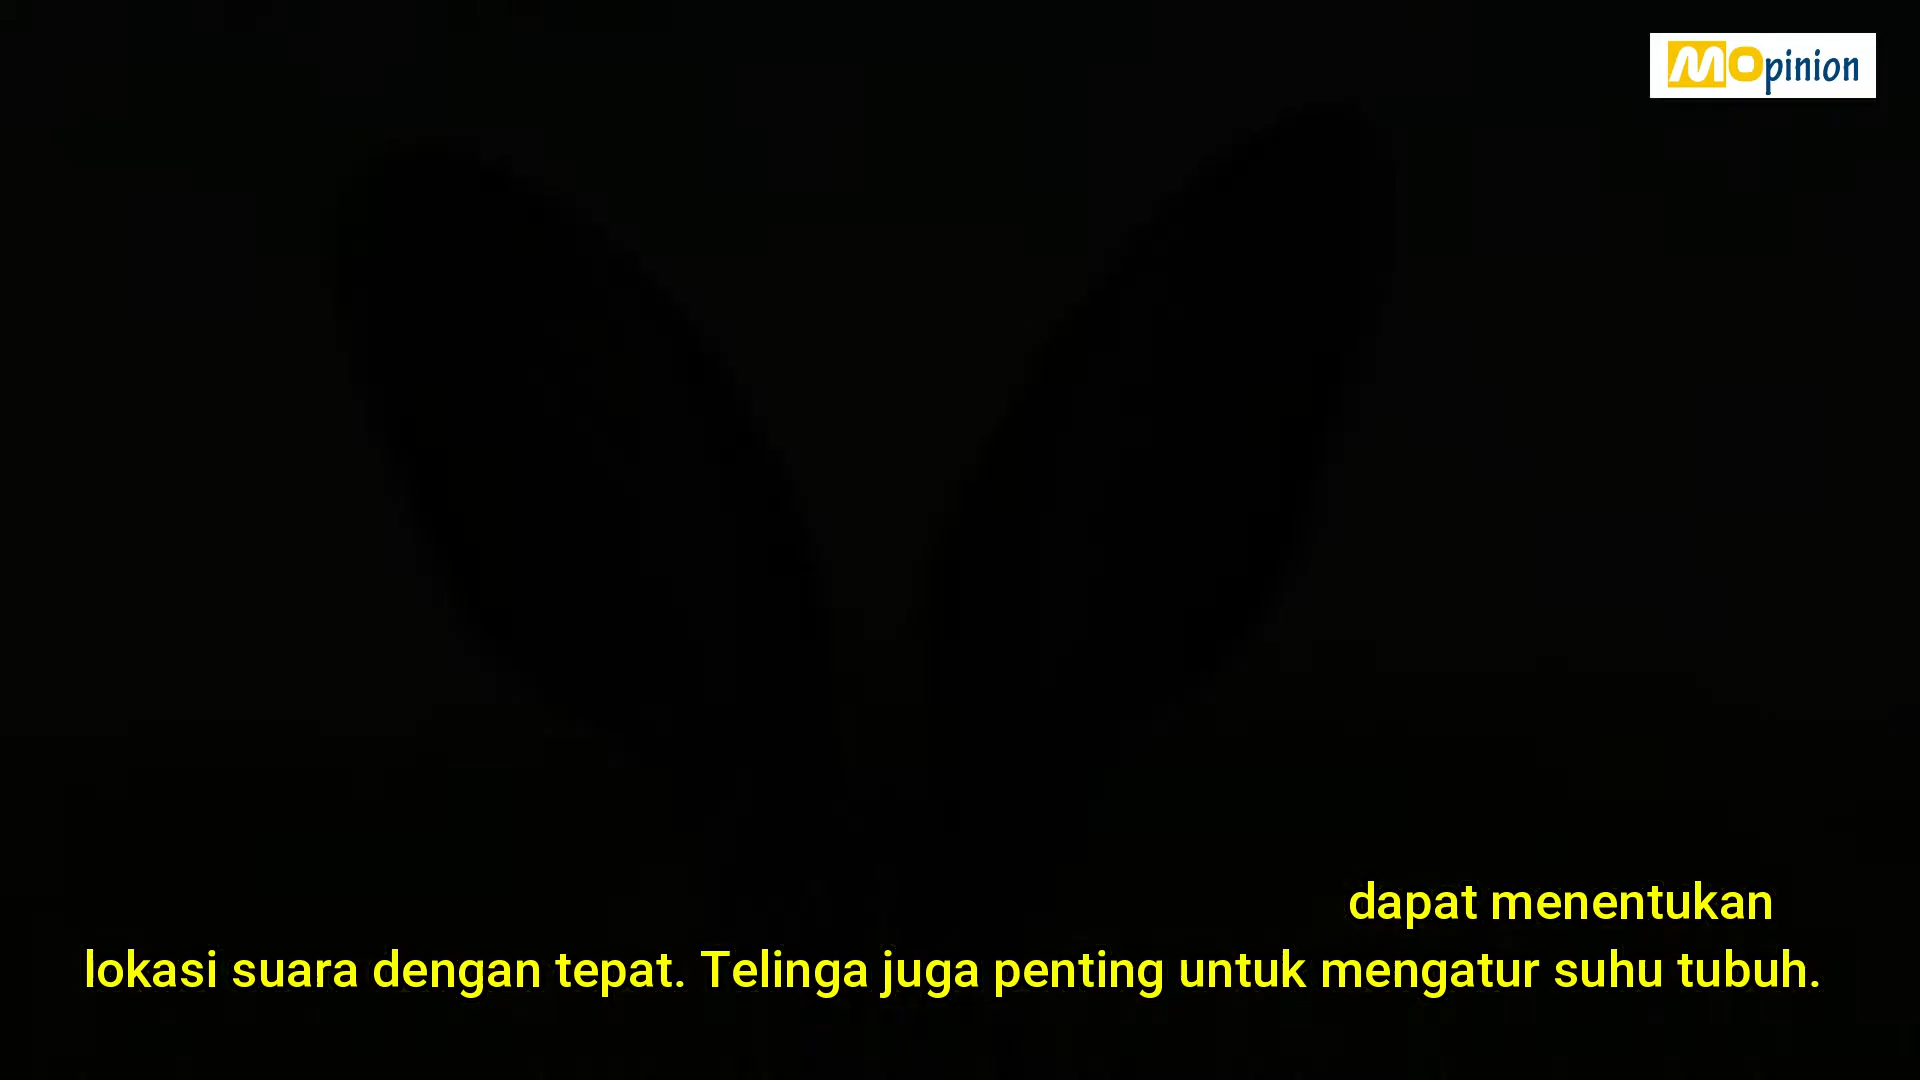 MOpinion
dapat menentukan
lokasi suara dengan tepat. Telinga juga penting untuk mengatur suhu tubuh.